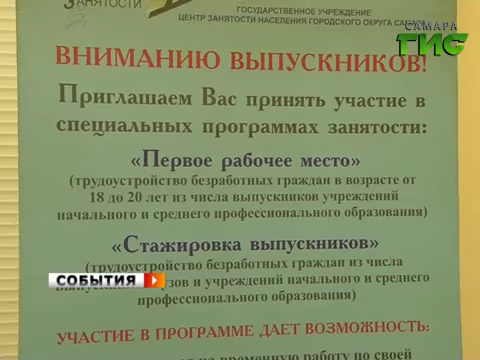 ЗАНЯТОСТИ
ГОСУДАРСТВЕННОЕ УЧРЕЖДЕНИЕ
ЦЕНТР ЗАНЯТОСТИ НАСЕЛЕНИЯ ГОРОДСКОГО ОКРУГА САМАРА
САМАРА
ГИС
ВНИМАНИЮ ВЫПУСКНИКОВ!
Приглашаем Вас принять участие в
специальных программах занятости:
«Первое рабочее место»
(трудоустройство безработных граждан в возрасте от
18 до 20 лет из числа выпускников учреждений
начального и среднего профессионального образования)
«Стажировка выпускников»
(трудоустройство безработных граждан из числа
СОБЫТИЯ
и учреждений начального и среднего
профессионального образования)
УЧАСТИЕ В ПРОГРАММЕ ДАЕТ ВОЗМОЖНОСТЬ:
на временную работу по своей